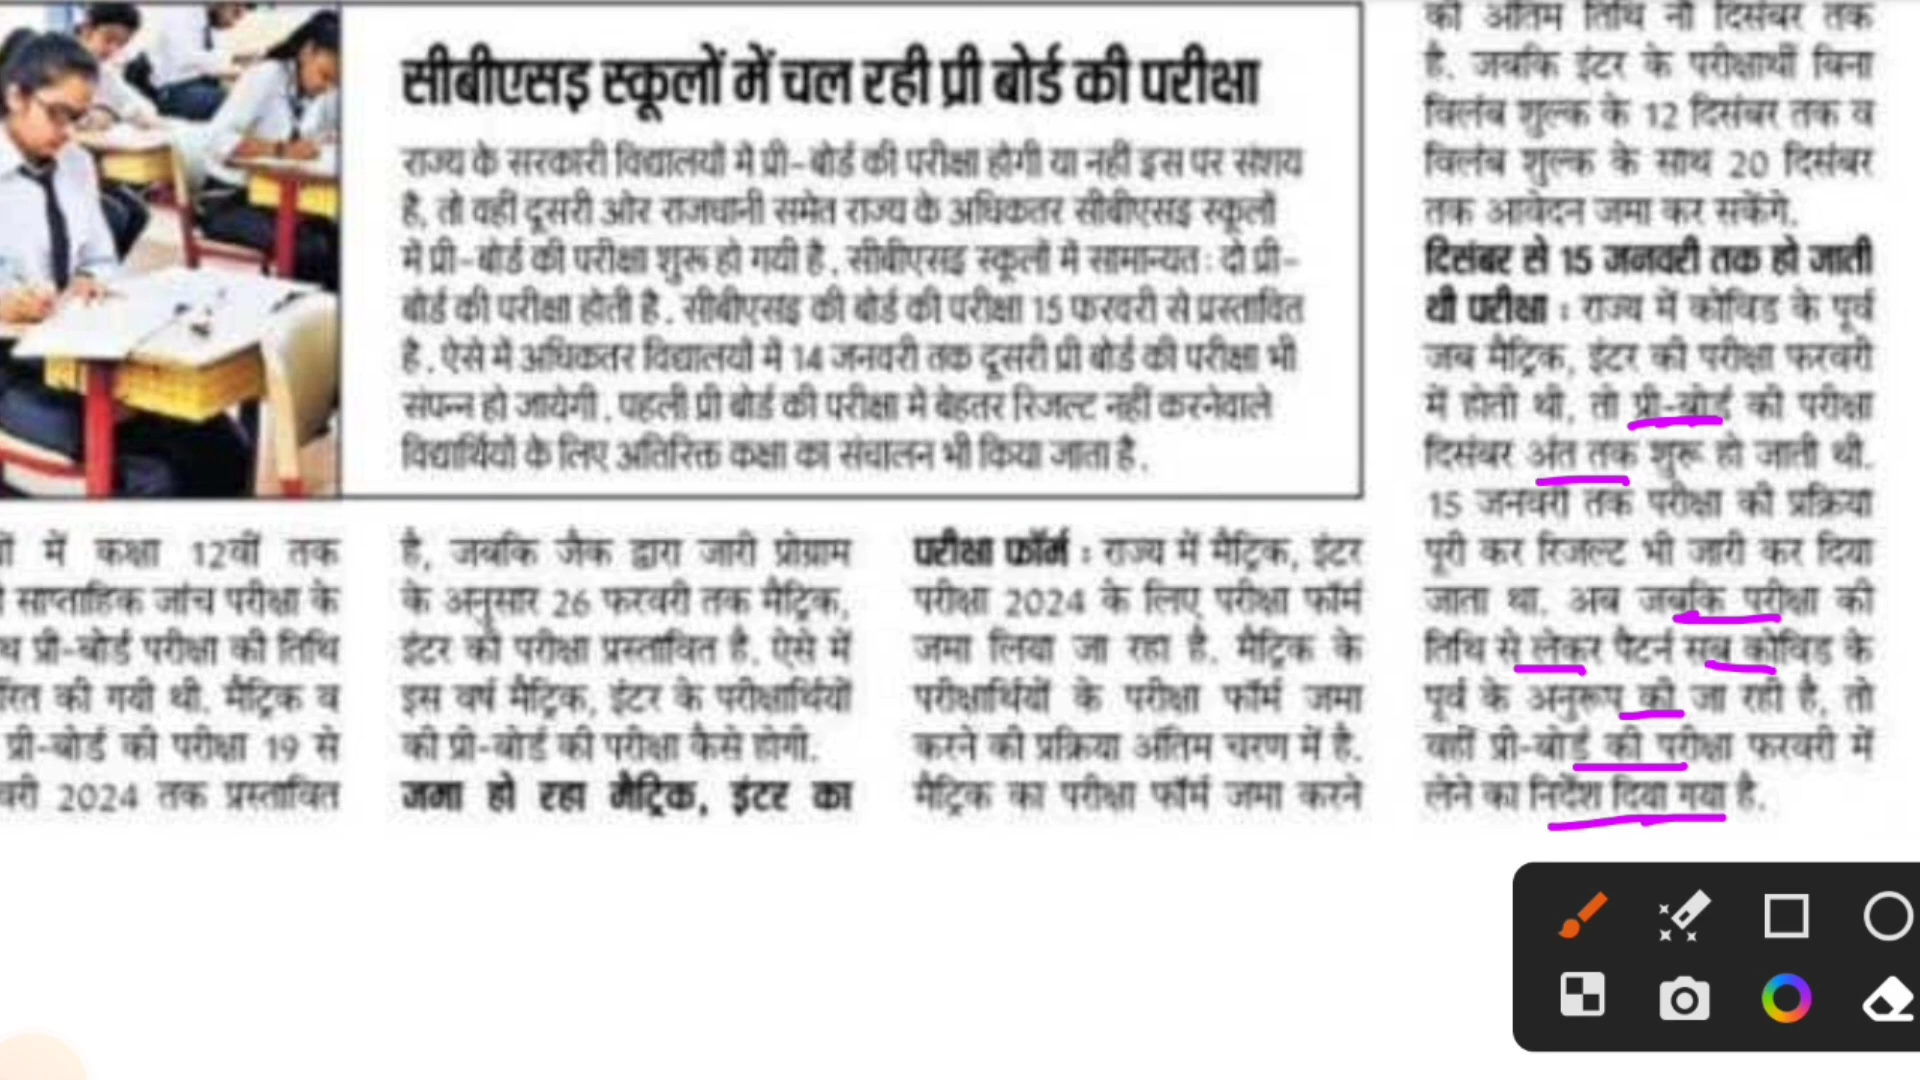 सीबीएसइ स्कूलों में चल रही प्री बोर्ड की परीक्षा
राज्य के सरकारी विद्यालयों में प्री-बोर्ड की परीक्षा होगी या नहीं इस पर संशय
है, तो वहीं दूसरी ओर राजधानी समेत राज्य के अधिकतर सीबीएसइ स्कूलों
में प्री-बोर्ड की परीक्षा शुरू हो गयी है. सीबीएसइ स्कूलों में सामान्यत: दो प्री-
बोर्ड की परीक्षा होती है. सीबीएसइ की बोर्ड की परीक्षा 15 फरवरी से प्रस्तावित
है. ऐसे में अधिकतर विद्यालयों में 14 जनवरी तक दूसरी प्री बोर्ड की परीक्षा भी
संपन्न हो जायेगी. पहली प्री बोर्ड की परीक्षा में बेहतर रिजल्ट नहीं करनेवाले
विद्यार्थियों के लिए अतिरिक्त कक्षा का संचालन भी किया जाता है.
में कक्षा 12वीं तक
साप्ताहिक जांच परीक्षा के
प्री-बोर्ड परीक्षा की तिथि
की गयी थी. मैट्रिक व
प्री-बोर्ड की परीक्षा 19 से
2024 तक प्रस्तावित
है, जबकि जैक द्वारा जारी प्रोग्राम
के अनुसार 26 फरवरी तक मैट्रिक,
इंटर की परीक्षा प्रस्तावित है. ऐसे में
इस वर्ष मैट्रिक, इंटर के परीक्षार्थियों
की प्री-बोर्ड की परीक्षा कैसे होगी.
जमा हो रहा मैट्रिक, इंटर का
परीक्षा फॉर्म : राज्य में मैट्रिक, इंटर
परीक्षा 2024 के लिए परीक्षा फॉर्म
जमा लिया जा रहा है. मैट्रिक के
परीक्षार्थियों के परीक्षा फॉर्म जमा
करने की प्रक्रिया अंतिम चरण में है.
मैट्रिक का परीक्षा फॉर्म जमा करने
की अंतिम तिथि नौ दिसंबर तक
है. जबकि इंटर के परीक्षार्थी बिना
विलंब शुल्क के 12 दिसंबर तक व
विलंब शुल्क के साथ 20 दिसंबर
तक आवेदन जमा कर सकेंगे.
दिसंबर से 15 जनवरी तक हो जाती
थी परीक्षा : राज्य में कोविड के पूर्व
जब मैट्रिक, इंटर की परीक्षा फरवरी
में होती थी, तो प्री-बोर्ड की परीक्षा
दिसंबर अंत तक शुरू हो जाती थी.
15 जनवरी तक परीक्षा की प्रक्रिया
पूरी कर रिजल्ट भी जारी कर दिया
जाता था. अब जबकि परीक्षा की
तिथि से लेकर पैटर्न सब कोविड के
पूर्व के अनुरूप की जा रही है, तो
वहीं प्री-बोर्ड की परीक्षा फरवरी में
लेने का निर्देश दिया गया है.